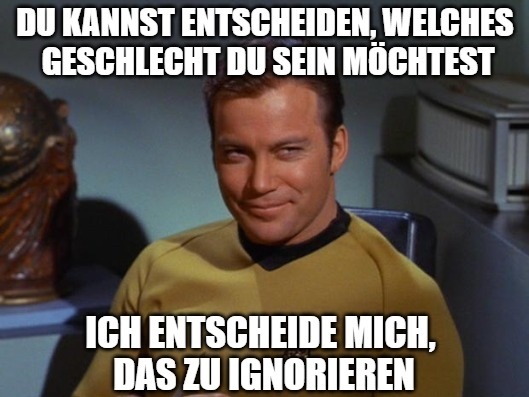 DU KANNST ENTSCHEIDEN, WELCHES
GESCHLECHT DU SEIN MÖCHTEST
ICH ENTSCHEIDE MICH,
DAS ZU IGNORIEREN